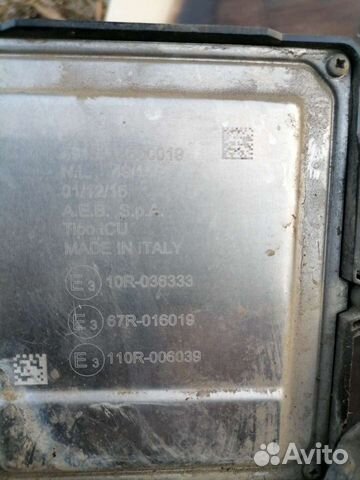 01/12/16
A.E.B. S.p.A.
Tipo ICU
MADE IN ITALY
E3 10R-036333
E3 67R-016019
E3 110R-006039
Avito